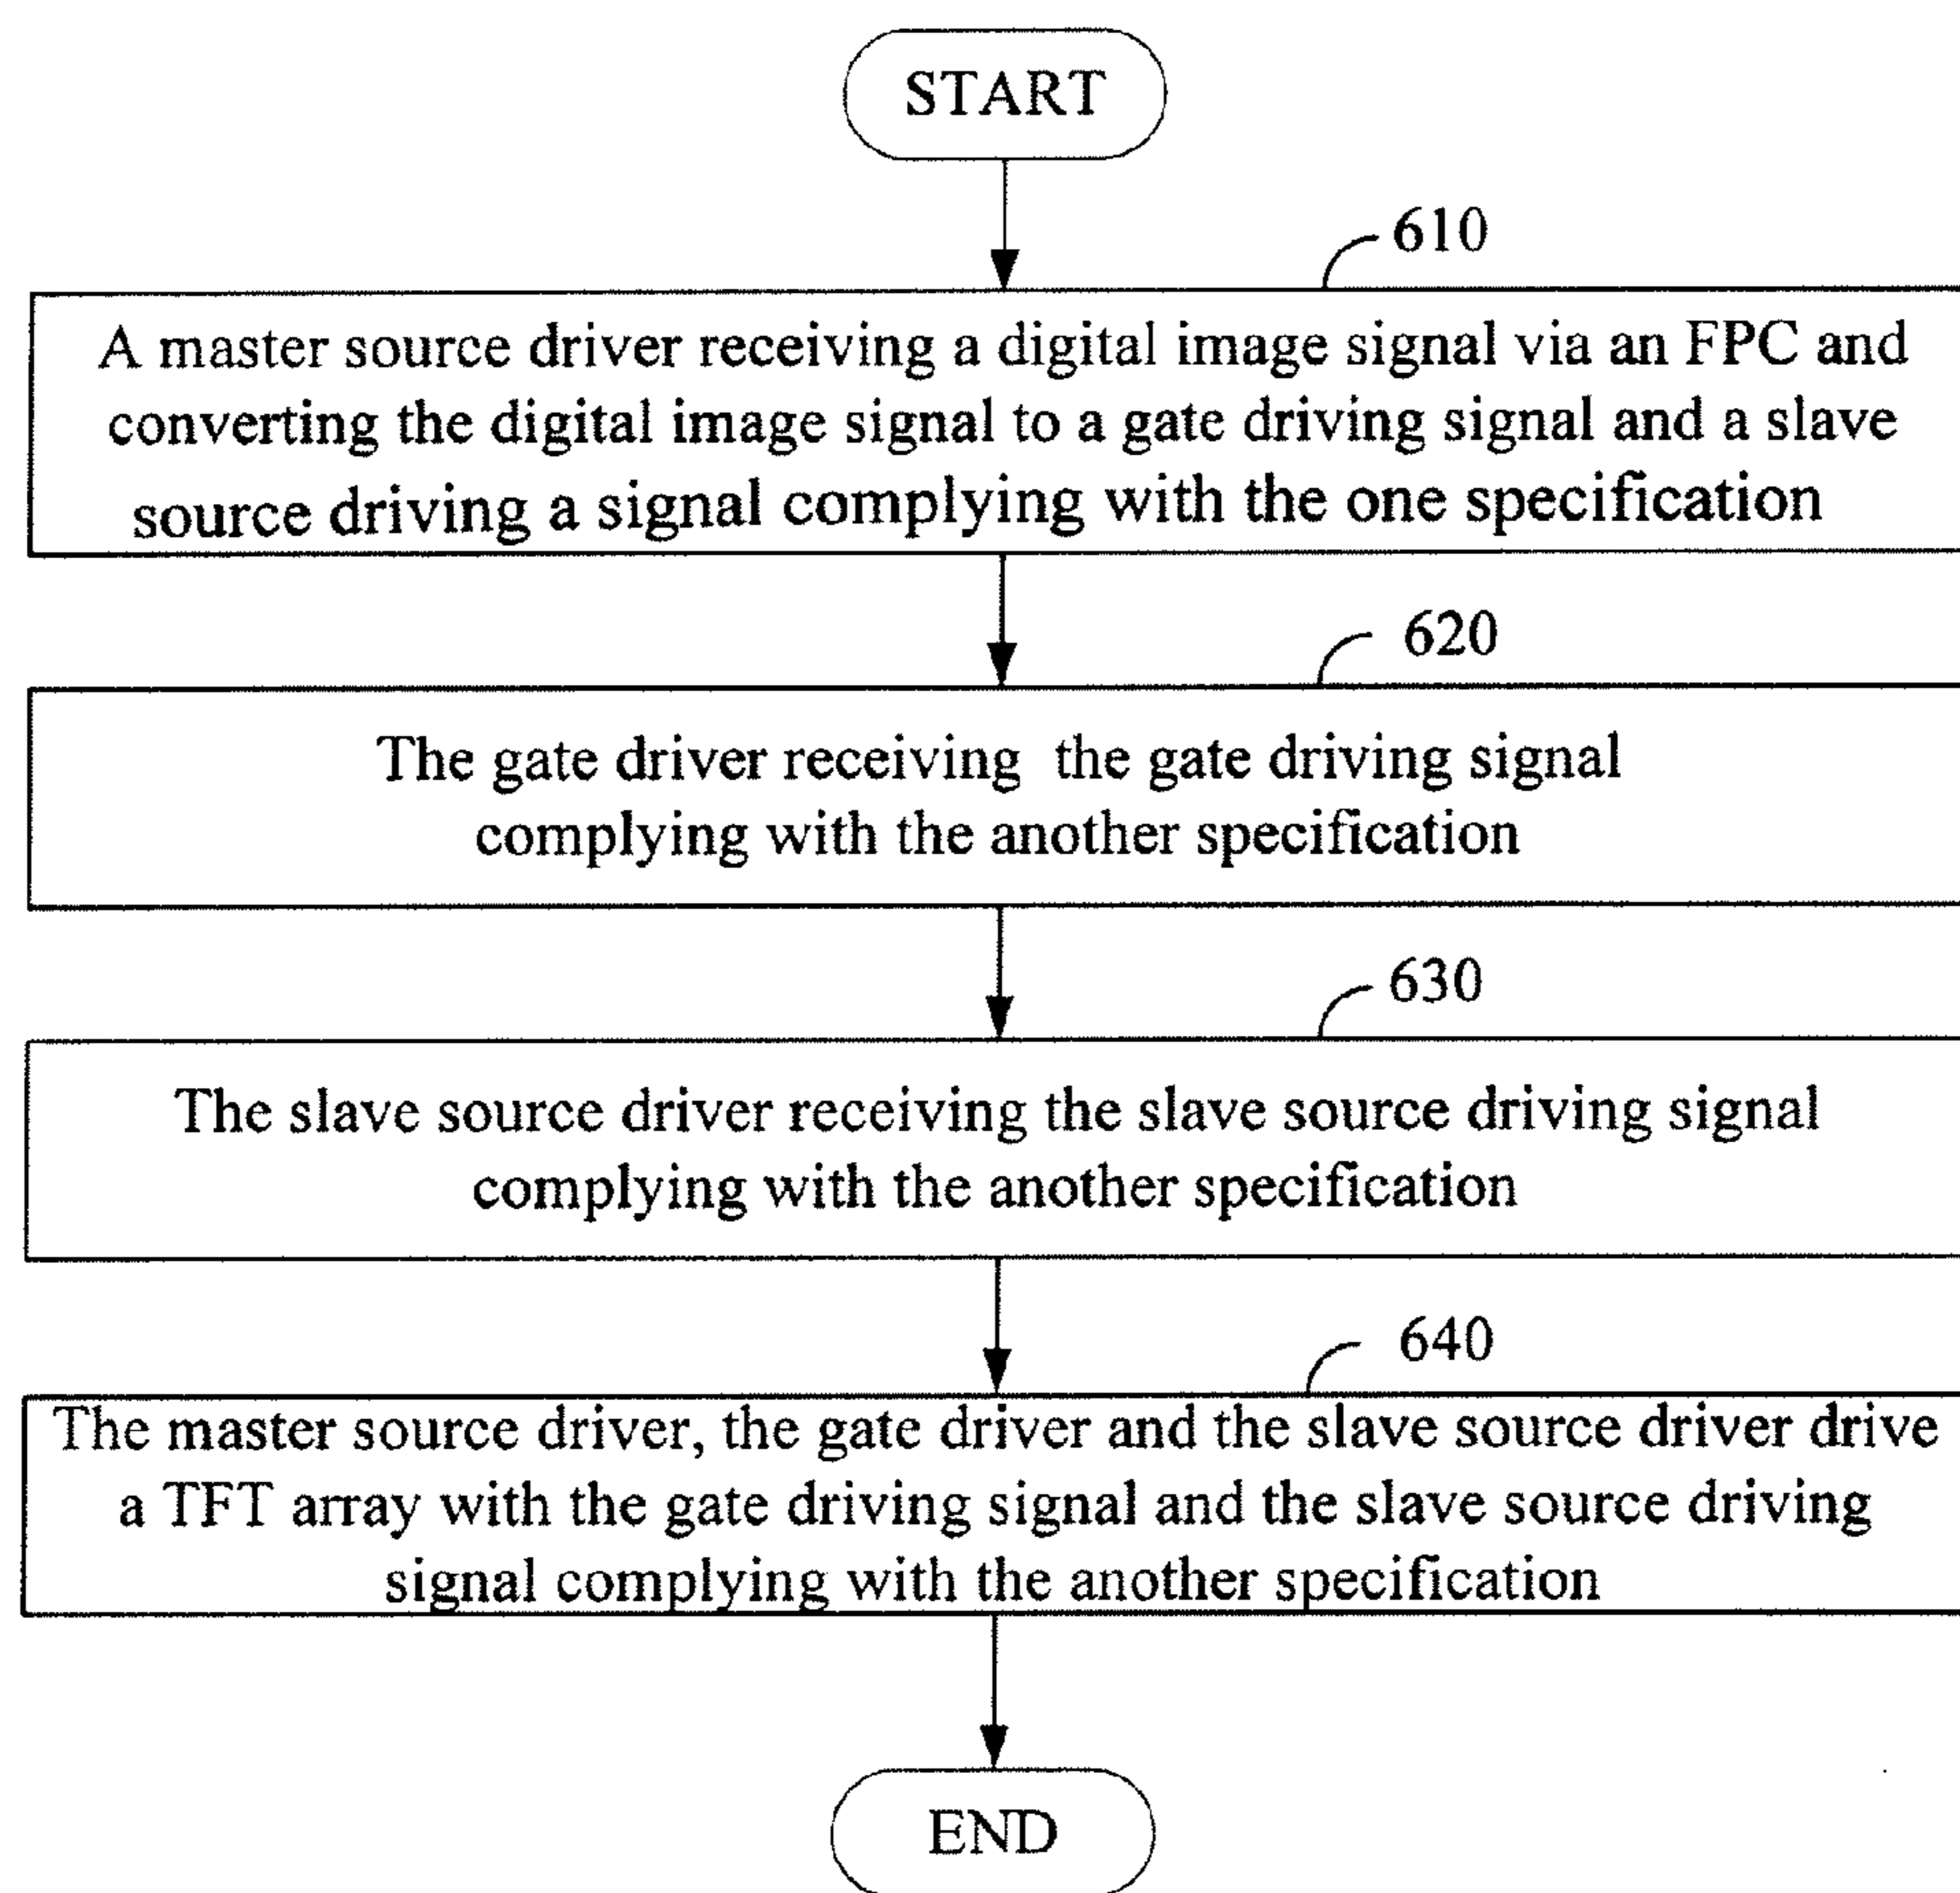 START
610
A master source driver receiving a digital image signal via an FPC and
converting the digital image signal to a gate driving signal and a slave
source driving a signal complying with the one specification
620
The gate driver receiving the gate driving signal
complying with the another specification
630
The slave source driver receiving the slave source driving signal
complying with the another specification
640
The master source driver, the gate driver and the slave source driver drive
a TFT array with the gate driving signal and the slave source driving
signal complying with the another specification
END